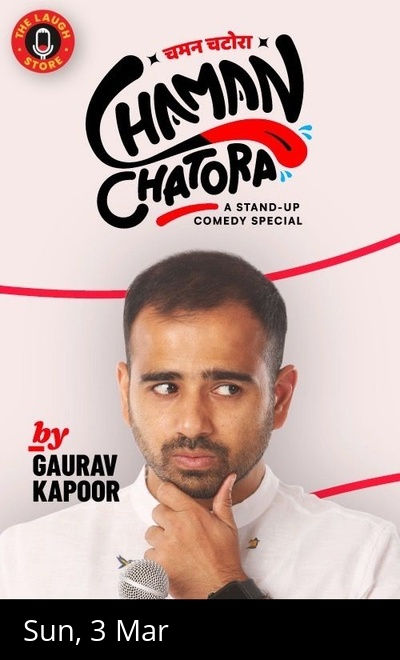 THE LAUGH
STORE
चमन चटोरा
CHAMAN
CHATORA
A STAND-UP
COMEDY SPECIAL
by
GAURAV
KAPOOR
Sun, 3 Mar